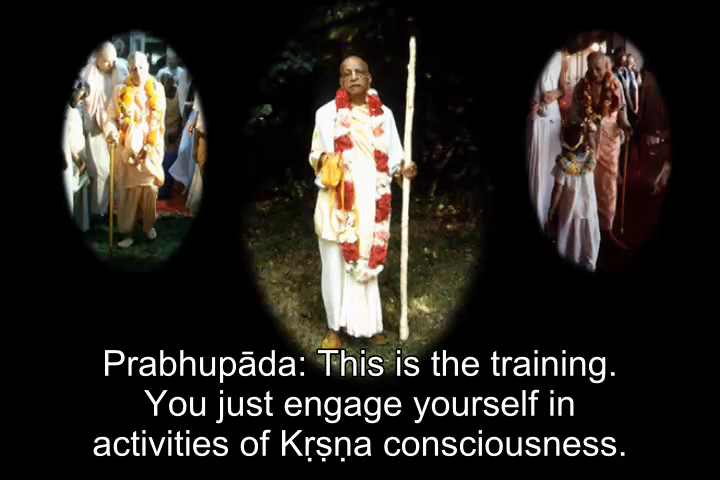 Prabhupāda: This is the training.
You just engage yourself in
activities of Kṛṣṇa consciousness.